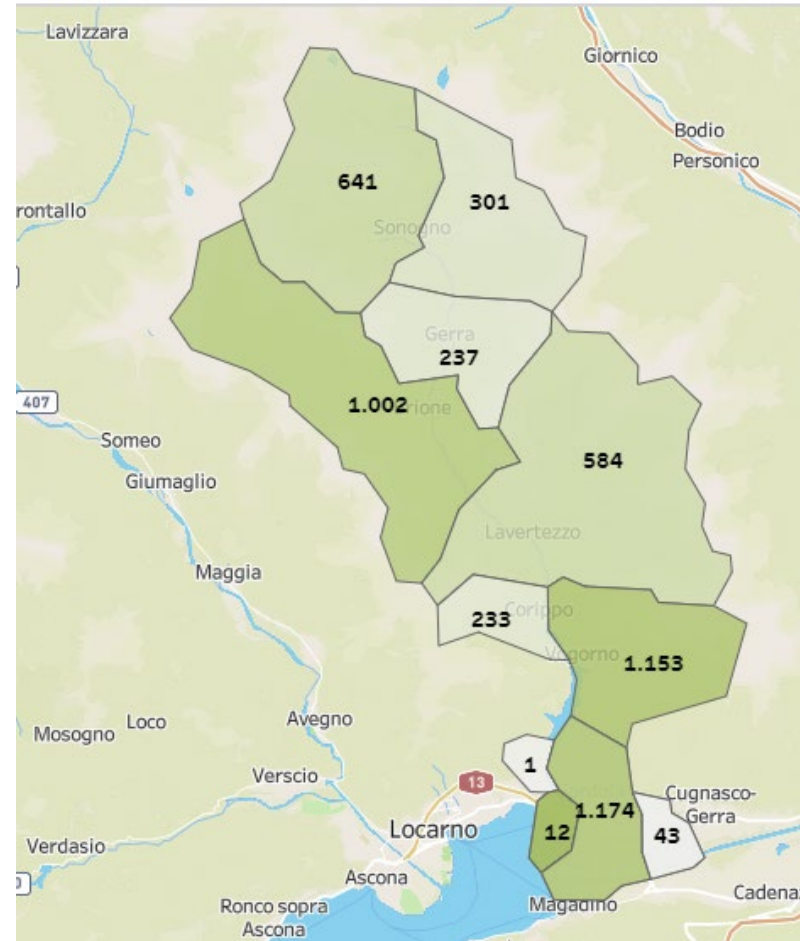 Lavizzara
Giornico
Bodio
Personico
641
301
rontallo
Sonogno
Gerra
237
407
1.002
rione
Someo
584
Giumaglio
Lavertezzo
Maggia
Corippo
233
Vogorno
1.153
Avegno
Loco
Mosogno
1
Verscio
13
Cugnasco-
Gerra
1.174
Locarno
12
43
Verdasio
Ascona
Cadenaz
Ronco sopra
Ascona
Magadino